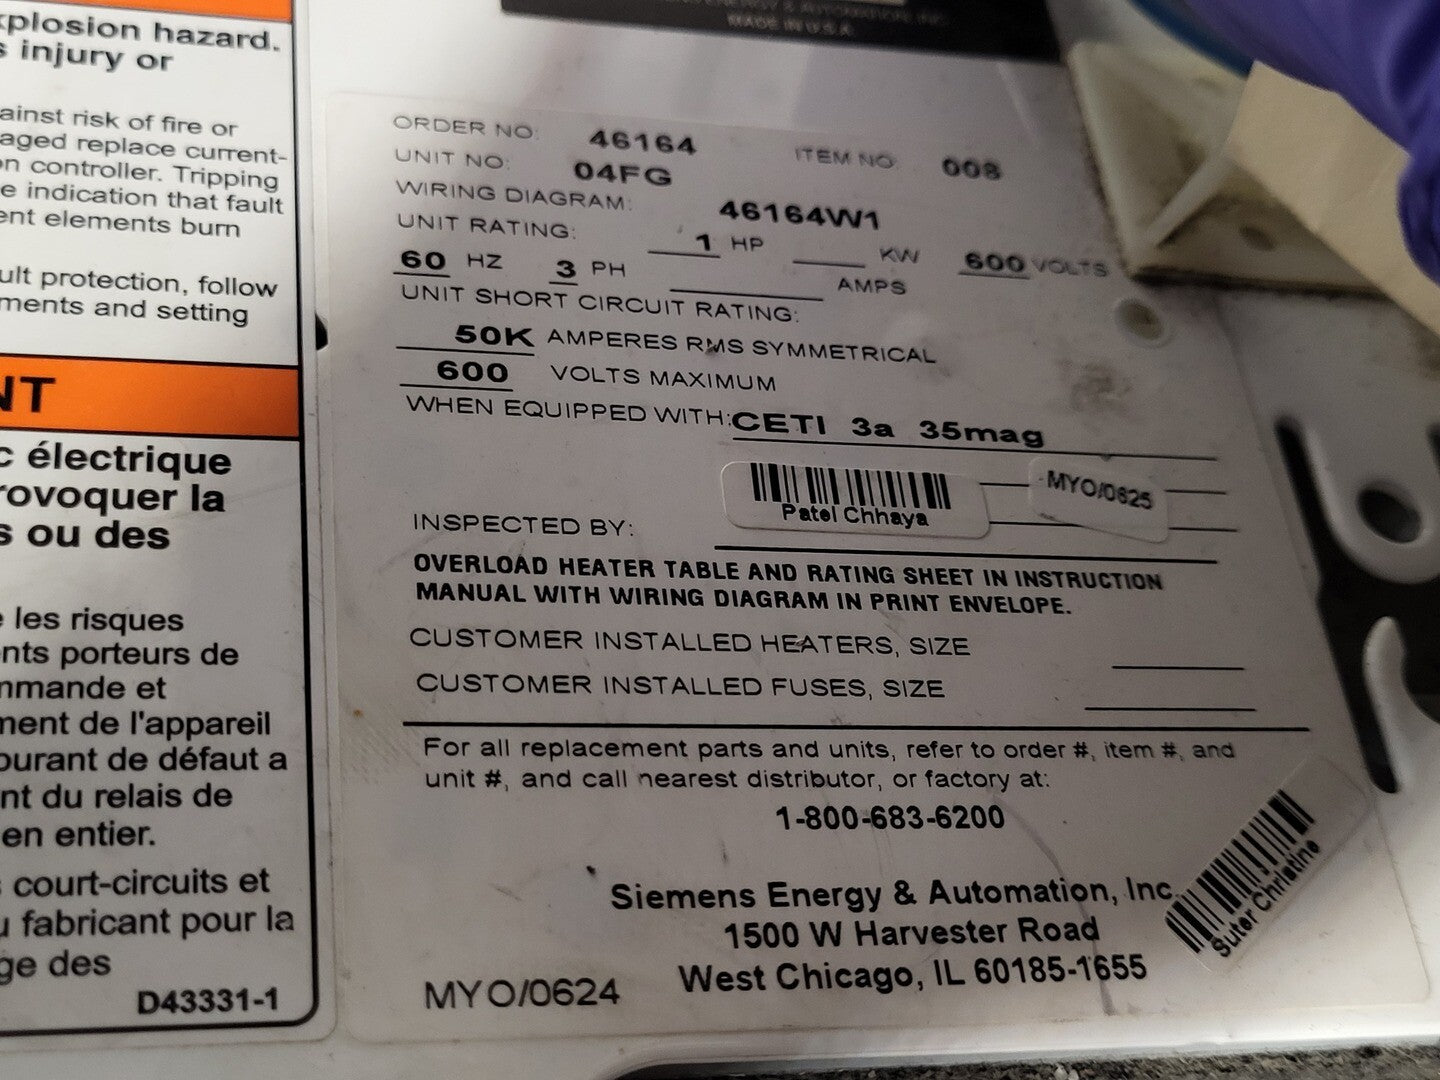 xplosion hazard.
s injury or
ainst risk of fire or
aged replace current-
on controller. Tripping
e indication that fault
ent elements burn
ult protection, follow
ments and setting
NT
c électrique
rovoquer la
s ou des
e les risques
nts porteurs de
mmande et
ment de l'appareil
ourant de défaut a
nt du relais de
en entier.
s court-circuits et
u fabricant pour la
ge des
D43331-1
ENERGY & AUTOMATION, INC.
MADE IN U.S.A.
ORDER NO: 46164 ITEM NO: 008
UNIT NO: 04FG
WIRING DIAGRAM: 46164W1
UNIT RATING: 1 HP KW 600 VOLTS
60 HZ 3 PH AMPS
UNIT SHORT CIRCUIT RATING:
50K AMPERES RMS SYMMETRICAL
600 VOLTS MAXIMUM
WHEN EQUIPPED WITH: CETI 3a 35mag
MYO/0625
Patel Chhaya
INSPECTED BY:
OVERLOAD HEATER TABLE AND RATING SHEET IN INSTRUCTION
MANUAL WITH WIRING DIAGRAM IN PRINT ENVELOPE.
CUSTOMER INSTALLED HEATERS, SIZE
CUSTOMER INSTALLED FUSES, SIZE
For all replacement parts and units, refer to order #, item #, and
unit #, and call nearest distributor, or factory at:
1-800-683-6200
Siemens Energy & Automation, Inc.
1500 W Harvester Road
West Chicago, IL 60185-1655
MYO/0624
Suter Christine